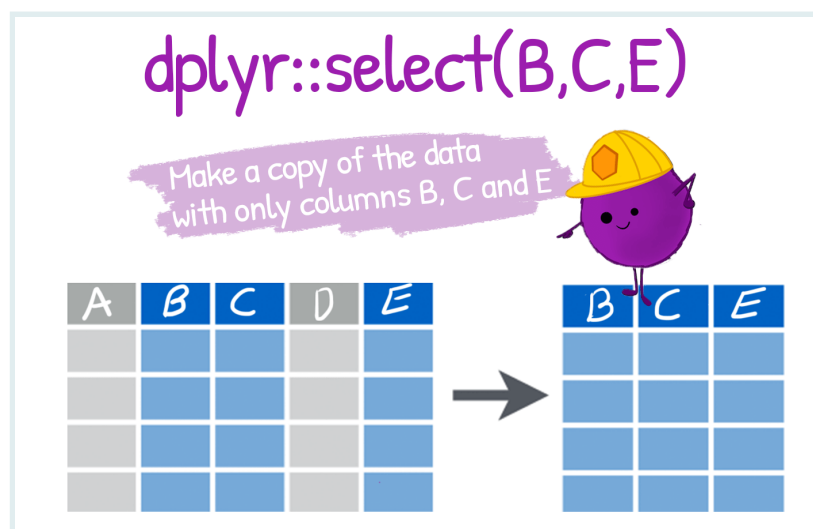 dplyr::select(B,C,E)
Make a copy of the data
with only columns B, C and E
A B C D E
B C E